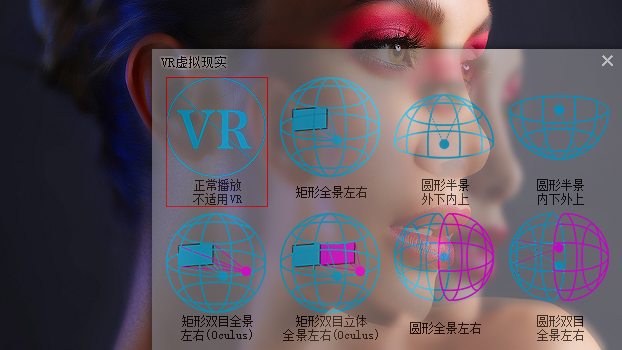 VR虚拟现实
VR
正常播放
不适用VR
矩形全景左右
圆形半景
外下内上
圆形半景
内下外上
矩形双目全景
左右(Oculus)
矩形双目立体
全景左右(Oculus)
圆形全景左右
圆形双目
全景左右